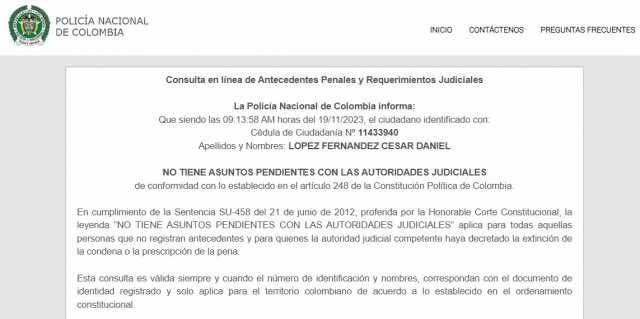 POLICÍA NACIONAL
DE COLOMBIA
INICIO CONTÁCTENOS PREGUNTAS FRECUENTES
Consulta en línea de Antecedentes Penales y Requerimientos Judiciales
La Policía Nacional de Colombia informa:
Que siendo las 09:13:58 AM horas del 19/11/2023, el ciudadano identificado con:
Cédula de Ciudadanía Nº 11433940
Apellidos y Nombres: LOPEZ FERNANDEZ CESAR DANIEL
NO TIENE ASUNTOS PENDIENTES CON LAS AUTORIDADES JUDICIALES
de conformidad con lo establecido en el artículo 248 de la Constitución Política de Colombia.
En cumplimiento de la Sentencia SU-458 del 21 de junio de 2012, proferida por la Honorable Corte Constitucional, la
leyenda "NO TIENE ASUNTOS PENDIENTES CON LAS AUTORIDADES JUDICIALES" aplica para todas aquellas
personas que no registran antecedentes y para quienes la autoridad judicial competente haya decretado la extinción de
la condena o la prescripción de la pena.
Esta consulta es válida siempre y cuando el número de identificación y nombres, correspondan con el documento de
identidad registrado y solo aplica para el territorio colombiano de acuerdo a lo establecido en el ordenamiento
constitucional.